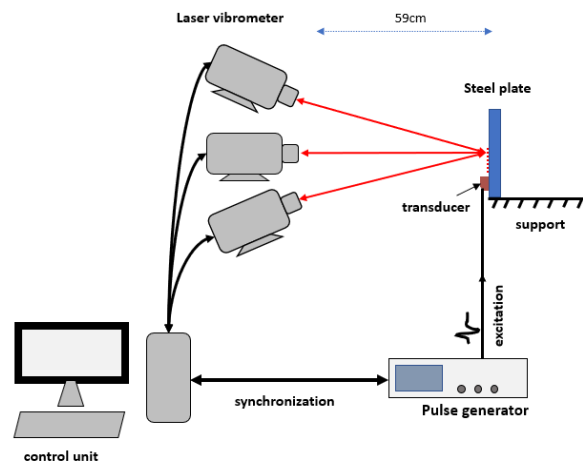 Laser vibrometer
59cm
Steel plate
transducer
support
excitation
synchronization
Pulse generator
control unit